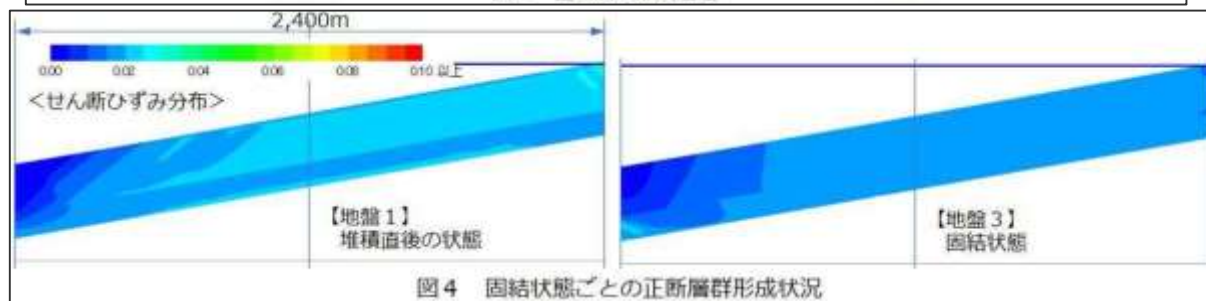 2,400m
0.00 0.02 0.04 0.06 0.08 0.10 以上
<せん断ひずみ分布>
【地盤1】
堆積直後の状態
【地盤3】
固結状態
図4 固結状態ごとの正断層群形成状況